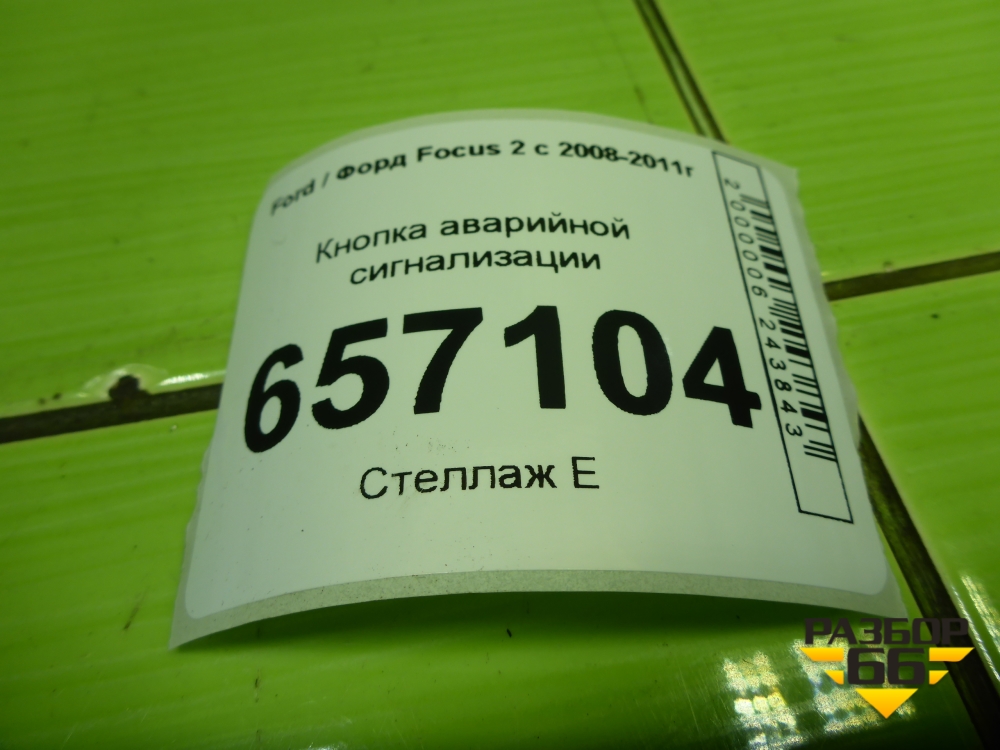 Ford / Форд Focus 2 с 2008-2011г
Кнопка аварийной
сигнализации
657104
Стеллаж Е
2000006243843
РАЗБОР
66